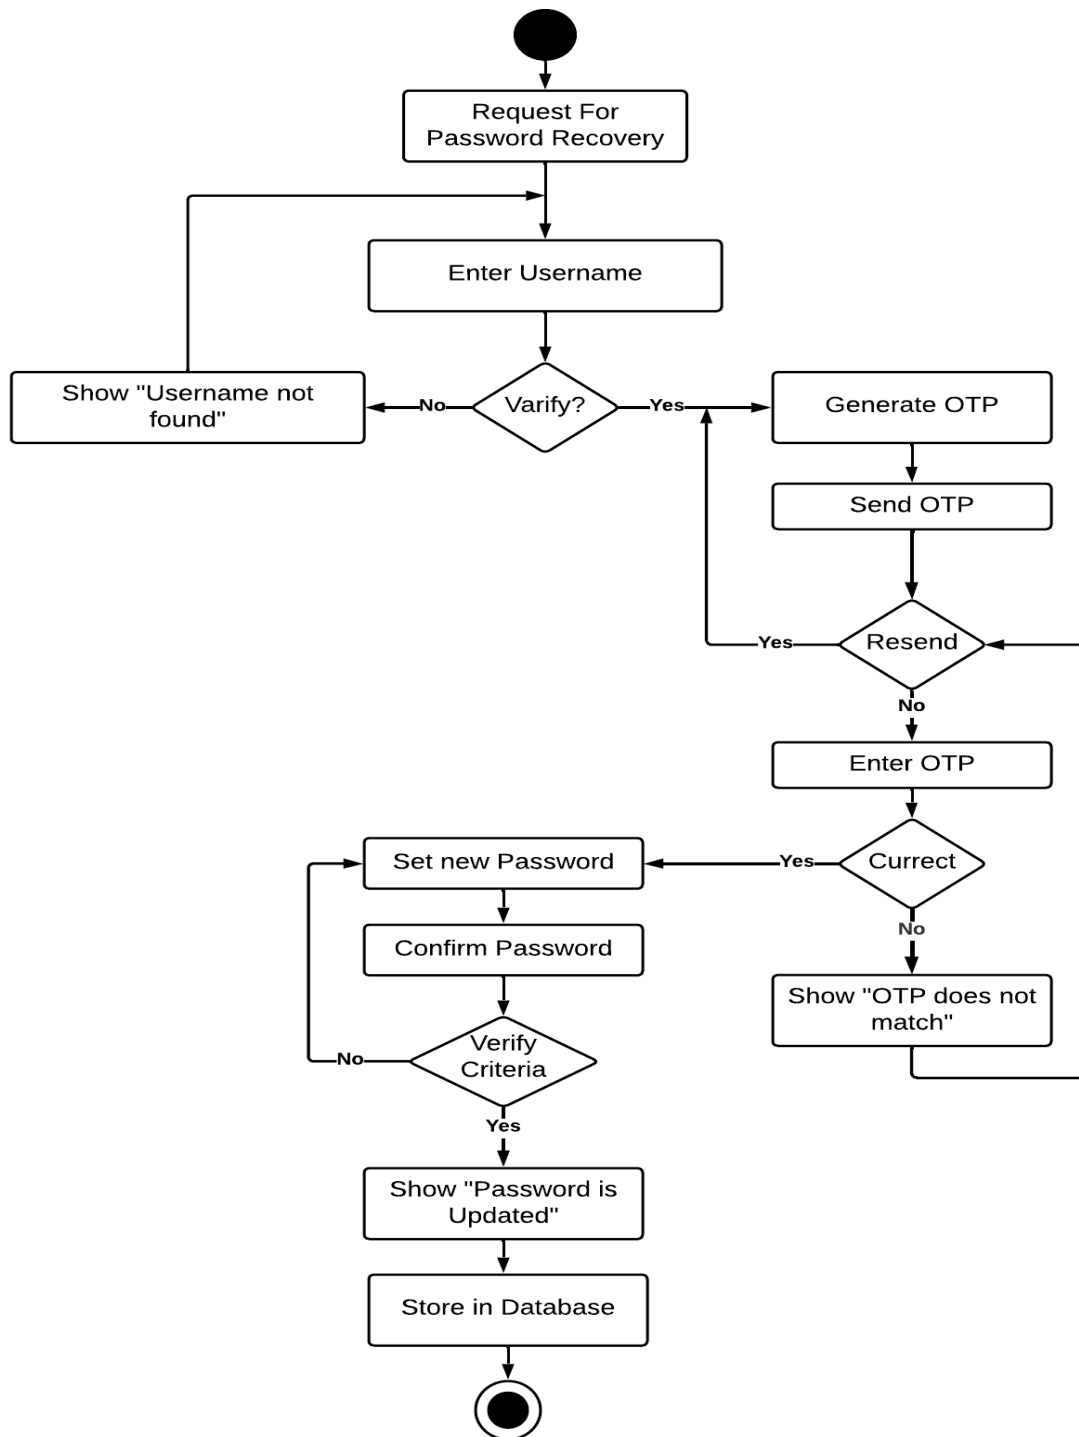 Request For
Password Recovery
Enter Username
Show "Username not
found"
No
Varify?
Yes
Generate OTP
Send OTP
Yes
Resend
No
Enter OTP
Set new Password
Yes
Currect
No
Confirm Password
Show "OTP does not
match"
Verify
Criteria
No
Yes
Show "Password is
Updated"
Store in Database